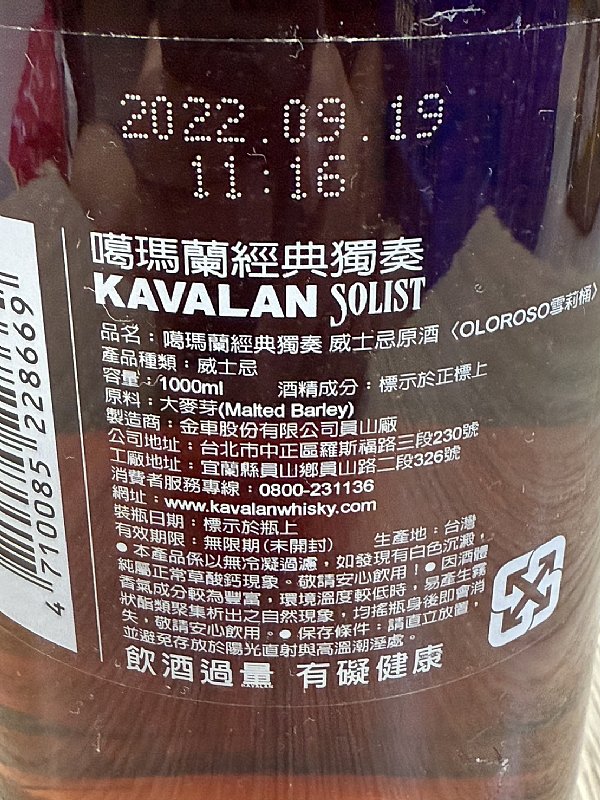 2022.09.19
11:16
噶瑪蘭經典獨奏
KAVALAN SOLIST
品名：噶瑪蘭經典獨奏 威士忌原酒〈OLOROSO雪莉桶〉
產品種類：威士忌
容量：1000ml 酒精成分：標示於正標上
原料：大麥芽(Malted Barley)
製造商：金車股份有限公司員山廠
公司地址：台北市中正區羅斯福路三段230號
工廠地址：宜蘭縣員山鄉員山路二段326號
消費者服務專線：0800-231136
網址：www.kavalanwhisky.com
裝瓶日期：標示於瓶上
有效期限：無限期(未開封) 生產地：台灣
●本產品係以無冷凝過濾，如發現有白色沉澱，
純屬正常草酸鈣現象。敬請安心飲用！●因酒體
香氣成分較為豐富，環境溫度較低時，易產生霧
狀酯類聚集析出之自然現象，均搖瓶身後即會消
失，敬請安心飲用。●保存條件：請直立放置，
並避免存放於陽光直射與高溫潮溼處。
飲酒過量 有礙健康
KAVALAN
4 710085 228669